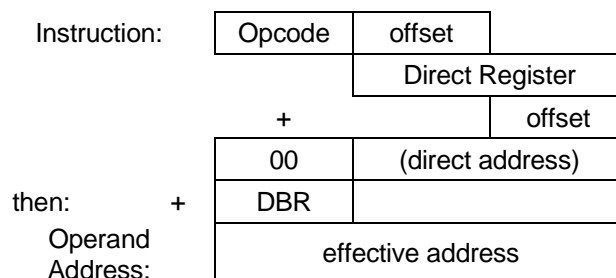 Instruction: Opcode offset
Direct Register
+ offset
00 (direct address)
then: + DBR
Operand
Address: effective address